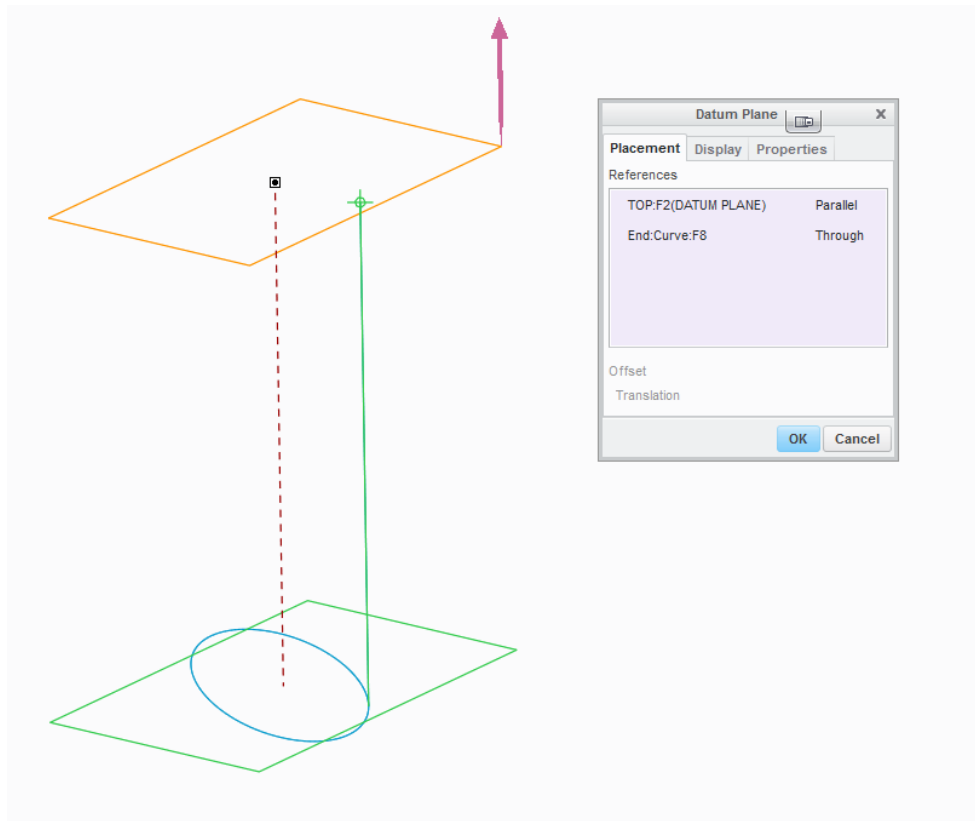 Datum Plane
Placement Display Properties
References
TOP:F2(DATUM PLANE) Parallel
End:Curve:F8 Through
Offset
Translation
OK Cancel